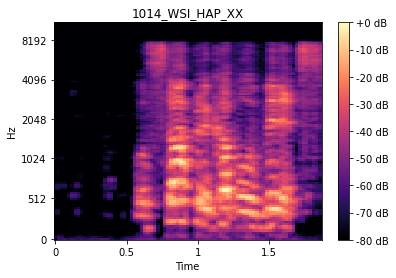 1014_WSI_HAP_XX
8192
4096
2048
1024
512
0
Hz
0
0.5
1
1.5
Time
+0 dB
-10 dB
-20 dB
-30 dB
-40 dB
-50 dB
-60 dB
-70 dB
-80 dB